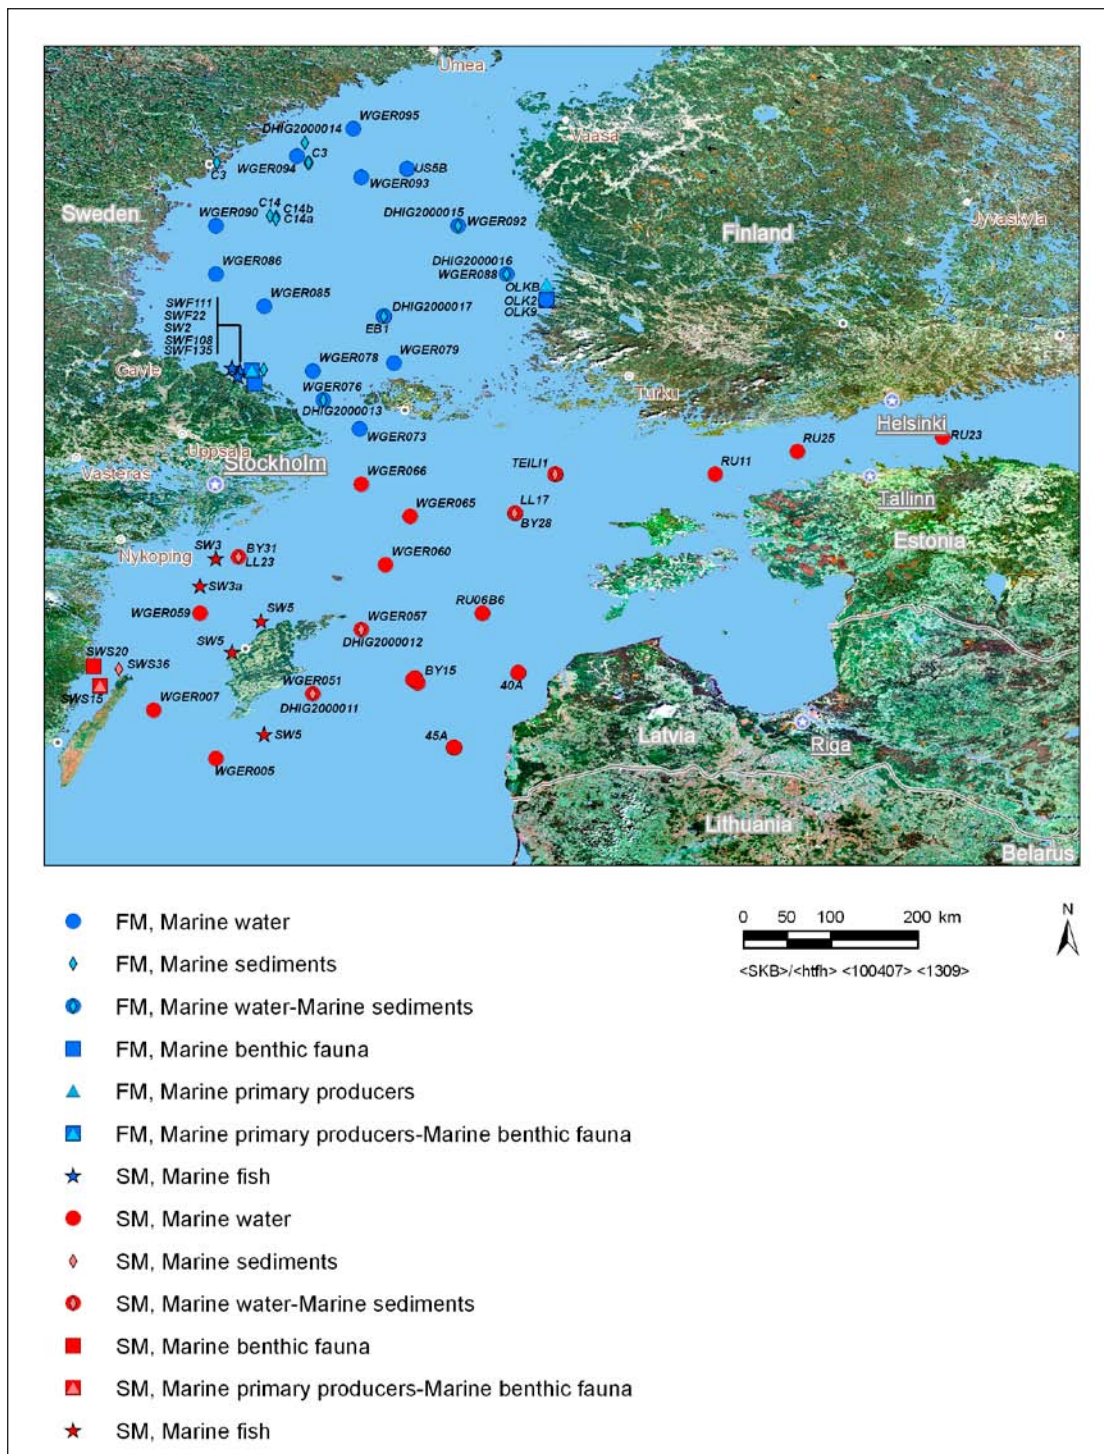 Umea
WGER095
DHIG2000014
Vaasa
C3
WGER094
C3
US5B
WGER093
Sweden
WGER090
C14
C14b
C14a
DHIG2000015
WGER092
Finland
Jyvaskyla
WGER086
DHIG2000016
WGER088
OLKB
OLK2
OLK9
SWF111
SWF22
SW2
SWF108
SWF135
WGER085
DHIG2000017
EB1
Gavle
WGER078
WGER079
WGER076
DHIG2000013
Turku
Helsinki
WGER073
RU23
RU25
Uppsala
Vasteras
Stockholm
TEILI1
RU11
Tallinn
WGER066
WGER065
LL17
BY28
Estonia
Nykoping
SW3
BY31
LL23
WGER060
SW3a
WGER059
SW5
WGER057
DHIG2000012
RU06B6
SWS20
SWS36
SW5
SWS15
WGER007
WGER051
DHIG2000011
BY15
40A
SW5
45A
Latvia
Riga
WGER005
Lithuania
Belarus
FM, Marine water
FM, Marine sediments
FM, Marine water-Marine sediments
FM, Marine benthic fauna
FM, Marine primary producers
FM, Marine primary producers-Marine benthic fauna
SM, Marine fish
SM, Marine water
SM, Marine sediments
SM, Marine water-Marine sediments
SM, Marine benthic fauna
SM, Marine primary producers-Marine benthic fauna
SM, Marine fish
0 50 100 200 km
<SKB>/<htfh> <100407> <1309>
N